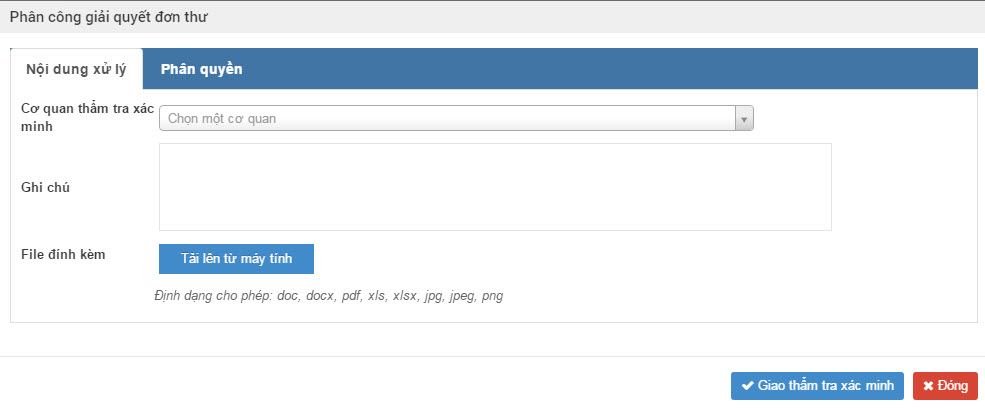 Phân công giải quyết đơn thư
Nội dung xử lý
Phân quyền
Cơ quan thẩm tra xác
minh
Chọn một cơ quan
Ghi chú
File đính kèm
Tải lên từ máy tính
Định dạng cho phép: doc, docx, pdf, xls, xlsx, jpg, jpeg, png
Giao thẩm tra xác minh
Đóng